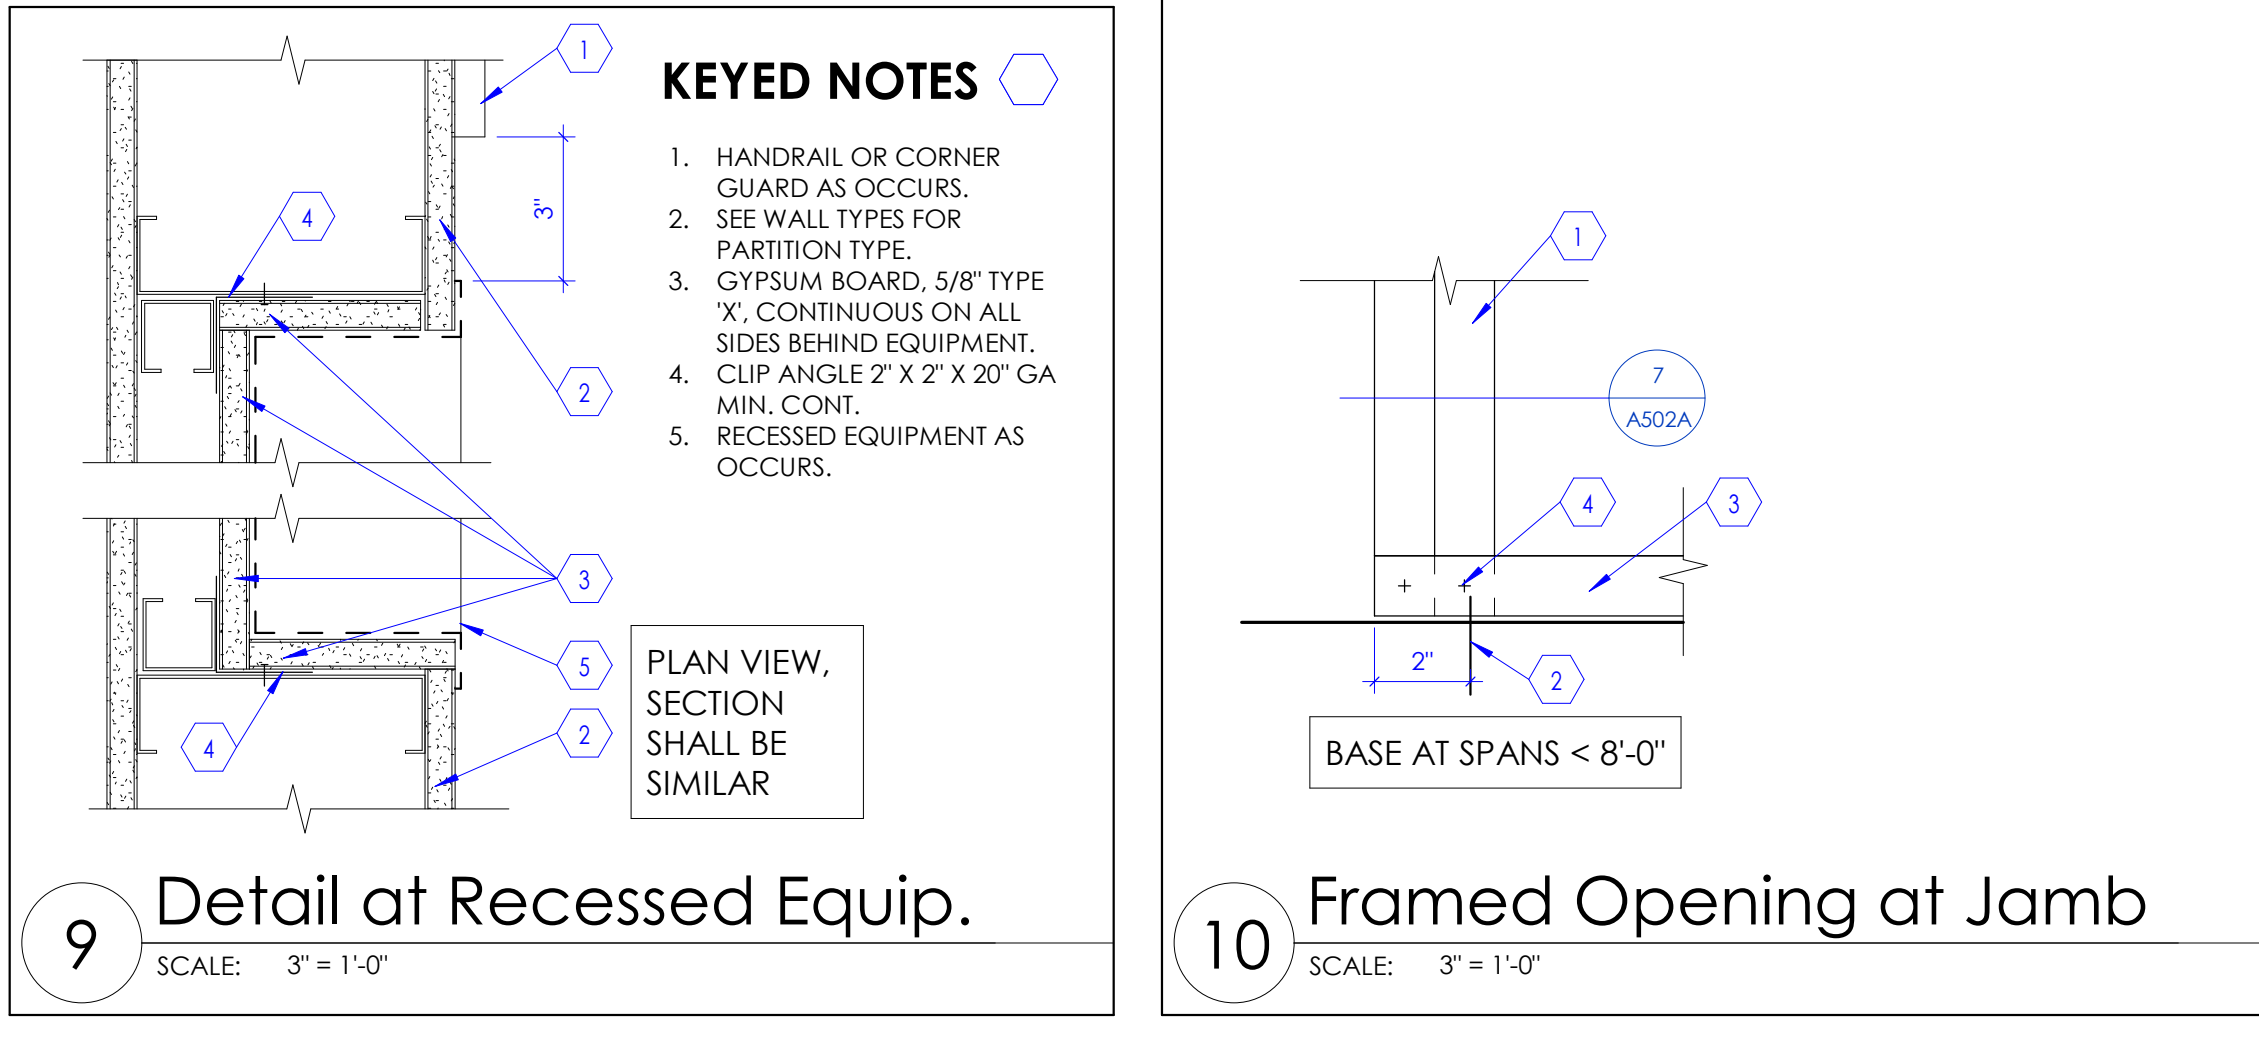 1
KEYED NOTES
1. HANDRAIL OR CORNER
GUARD AS OCCURS.
2. SEE WALL TYPES FOR
PARTITION TYPE.
3. GYPSUM BOARD, 5/8" TYPE
'X', CONTINUOUS ON ALL
SIDES BEHIND EQUIPMENT.
4. CLIP ANGLE 2" X 2" X 20" GA
MIN. CONT.
5. RECESSED EQUIPMENT AS
OCCURS.
4
3"
2
3
5
2
4
PLAN VIEW,
SECTION
SHALL BE
SIMILAR
9
Detail at Recessed Equip.
SCALE: 3" = 1'-0"
1
7
A502A
4
3
2"
2
BASE AT SPANS < 8'-0"
10
Framed Opening at Jamb
SCALE: 3" = 1'-0"